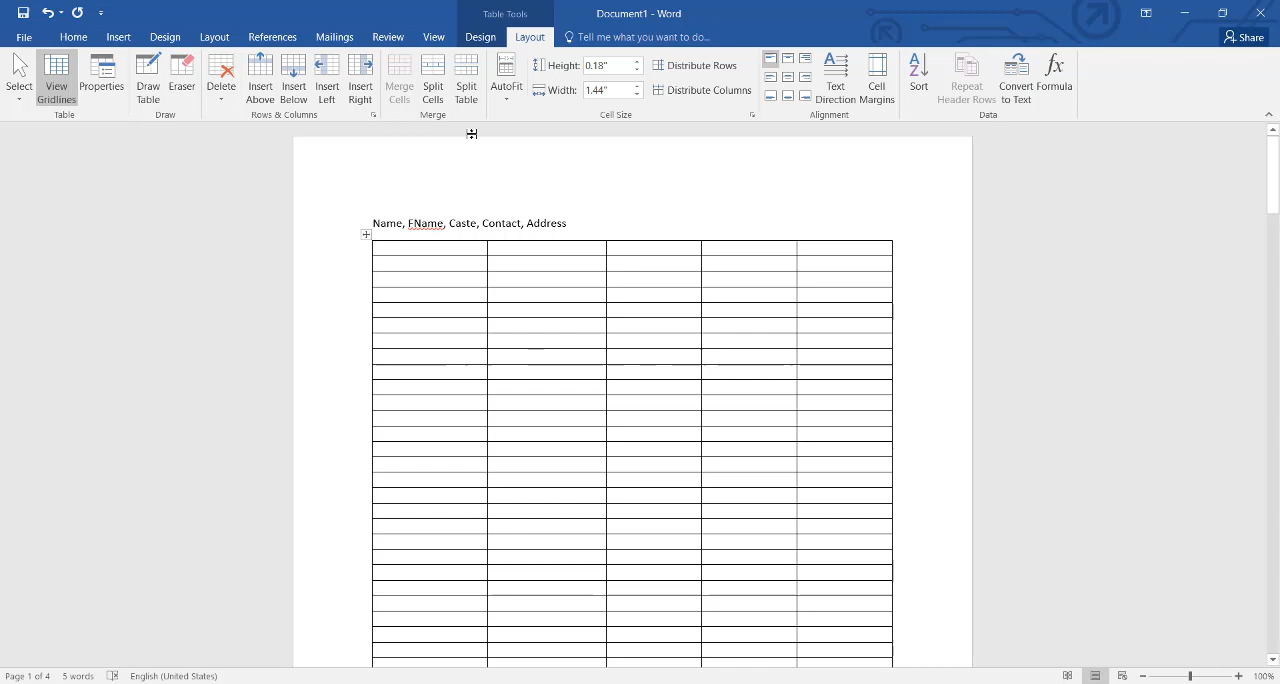 Table Tools
Document1 - Word
File Home Insert Design Layout References Mailings Review View Design Layout Tell me what you want to do... Share
Select
View Gridlines
Properties
Table
Draw Table
Eraser
Draw
Delete
Insert Above
Insert Below
Insert Left
Insert Right
Rows & Columns
Merge Cells
Split Cells
Split Table
Merge
AutoFit
Height: 0.18"
Width: 1.44"
Distribute Rows
Distribute Columns
Cell Size
Text Direction
Cell Margins
Alignment
Sort
Repeat Header Rows
Convert to Text
Formula
Data
Name, FName, Caste, Contact, Address
Page 1 of 4 5 words English (United States) 100%